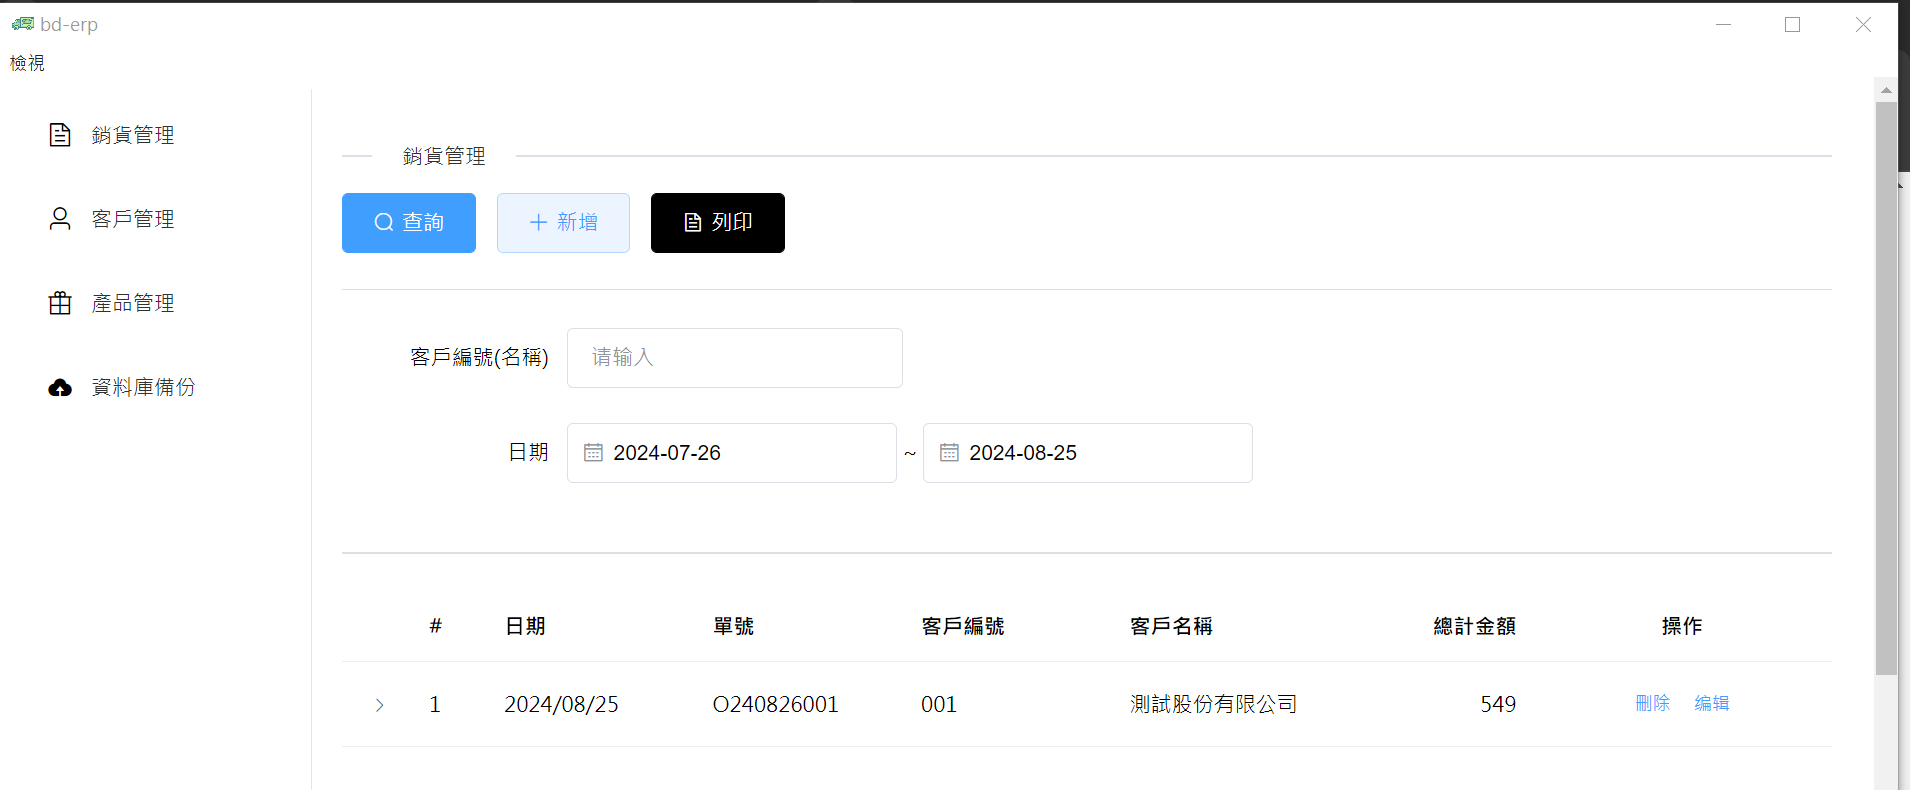 bd-erp
檢視
銷貨管理
客戶管理
產品管理
資料庫備份
銷貨管理
查詢 新增 列印
客戶編號(名稱) 请输入
日期 2024-07-26 ~ 2024-08-25
# 日期 單號 客戶編號 客戶名稱 總計金額 操作
1 2024/08/25 O240826001 001 測試股份有限公司 549 刪除 编辑